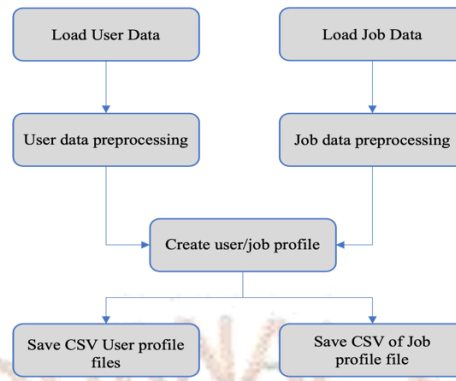 Load User Data
Load Job Data
User data preprocessing
Job data preprocessing
Create user/job profile
Save CSV User profile
files
Save CSV of Job
profile file